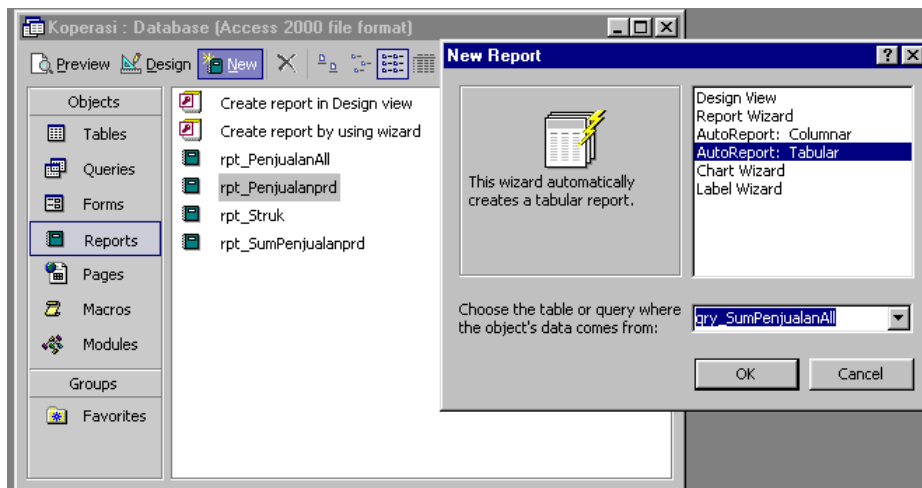 Koperasi : Database (Access 2000 file format)
Preview Design New
Objects
Tables
Queries
Forms
Reports
Pages
Macros
Modules
Groups
Favorites
Create report in Design view
Create report by using wizard
rpt_PenjualanAll
rpt_Penjualanprd
rpt_Struk
rpt_SumPenjualanprd
New Report
This wizard automatically
creates a tabular report.
Design View
Report Wizard
AutoReport: Columnar
AutoReport: Tabular
Chart Wizard
Label Wizard
Choose the table or query where
the object's data comes from:
qry_SumPenjualanAll
OK
Cancel